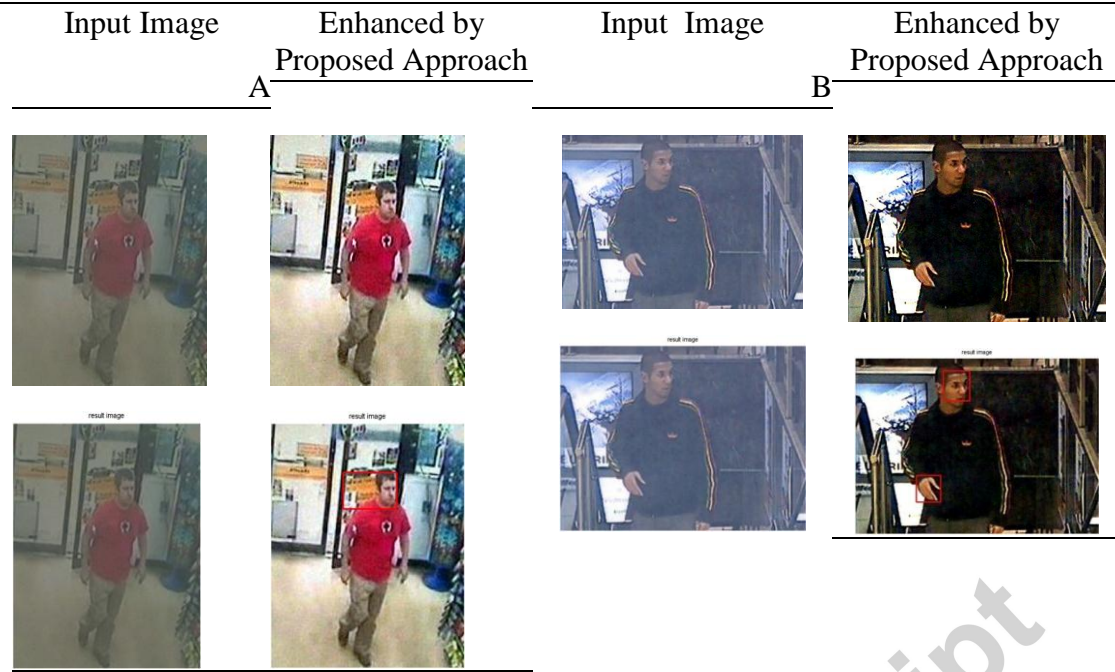 Input Image
Enhanced by
Proposed Approach
A
Input Image
Enhanced by
Proposed Approach
B
result image
result image
result image
result image
ipt